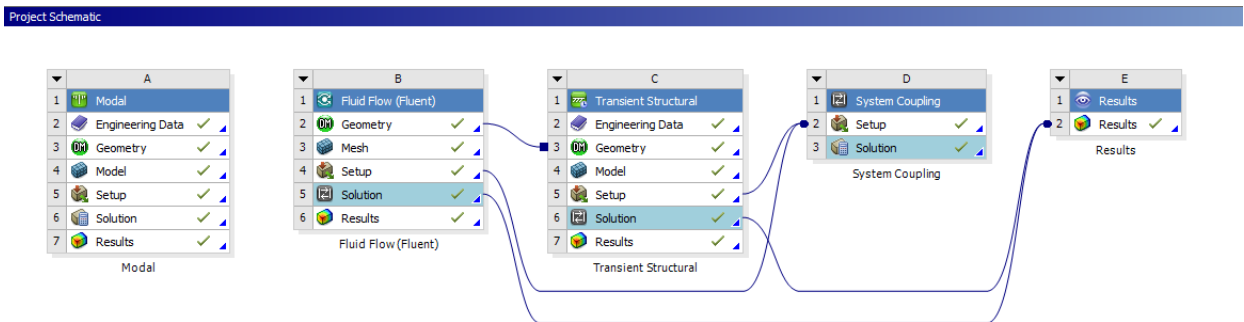 Project Schematic
A
1 Modal
2 Engineering Data
3 DM Geometry
4 Model
5 Setup
6 Solution
7 Results
Modal
B
1 Fluid Flow (Fluent)
2 DM Geometry
3 Mesh
4 Setup
5 Solution
6 Results
Fluid Flow (Fluent)
C
1 Transient Structural
2 Engineering Data
3 DM Geometry
4 Model
5 Setup
6 Solution
7 Results
Transient Structural
D
1 System Coupling
2 Setup
3 Solution
System Coupling
E
1 Results
2 Results
Results